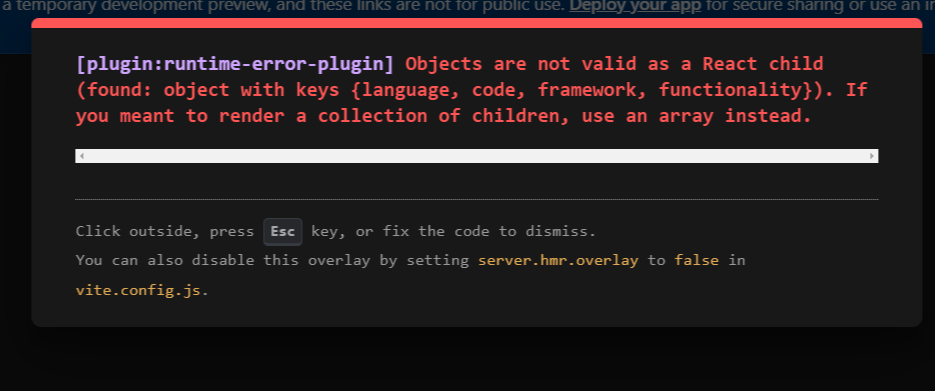 a temporary development preview, and these links are not for public use. Deploy your app for secure sharing or use an
[plugin:runtime-error-plugin] Objects are not valid as a React child
(found: object with keys {language, code, framework, functionality}). If
you meant to render a collection of children, use an array instead.
Click outside, press Esc key, or fix the code to dismiss.
You can also disable this overlay by setting server.hmr.overlay to false in
vite.config.js.